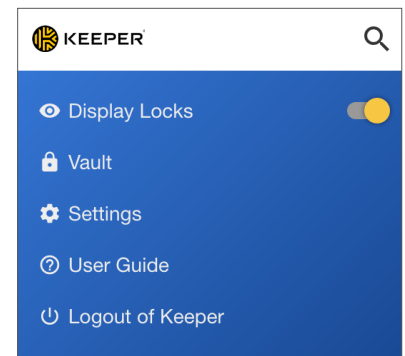 KEEPER
Display Locks
Vault
Settings
User Guide
Logout of Keeper